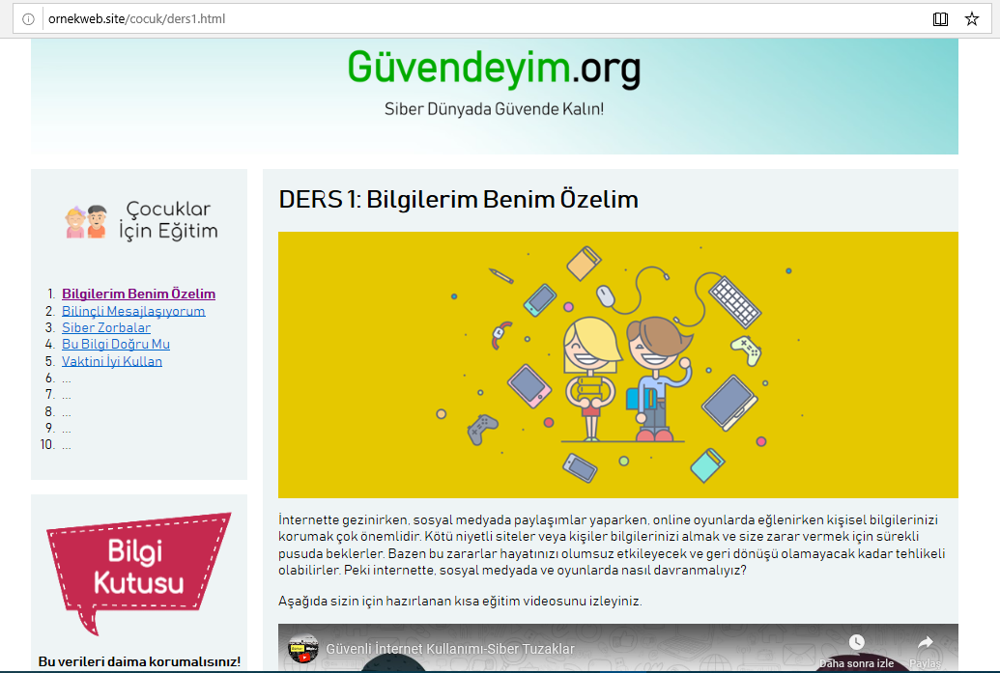 ornekweb.site/cocuk/ders1.html
Güvendeyim.org
Siber Dünyada Güvende Kalın!
Çocuklar
İçin Eğitim
1. Bilgilerim Benim Özelim
2. Bilinçli Mesajlaşıyorum
3. Siber Zorbalar
4. Bu Bilgi Doğru Mu
5. Vaktini İyi Kullan
6. ...
7. ...
8. ...
9. ...
10. ...
Bilgi
Kutusu
Bu verileri daima korumalısınız!
DERS 1: Bilgilerim Benim Özelim
İnternette gezinirken, sosyal medyada paylaşımlar yaparken, online oyunlarda eğlenirken kişisel bilgilerinizi
korumak çok önemlidir. Kötü niyetli siteler veya kişiler bilgilerinizi almak ve size zarar vermek için sürekli
pusuda beklerler. Bazen bu zararlar hayatınızı olumsuz etkileyecek ve geri dönüşü olamayacak kadar tehlikeli
olabilirler. Peki internette, sosyal medyada ve oyunlarda nasıl davranmalıyız?
Aşağıda sizin için hazırlanan kısa eğitim videosunu izleyiniz.
Güvenli İnternet Kullanımı-Siber Tuzaklar
Daha sonra izle
Paylaş